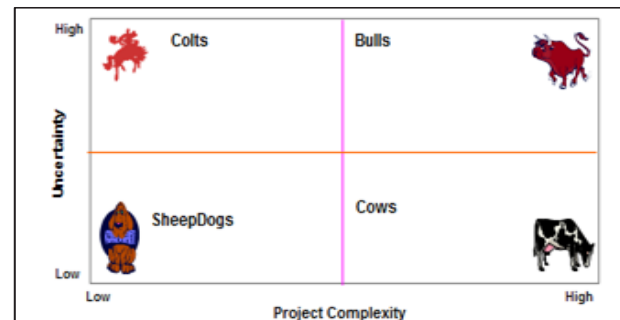 High
Colts
Bulls
Uncertainty
SheepDogs
Cows
Low
Low
High
Project Complexity